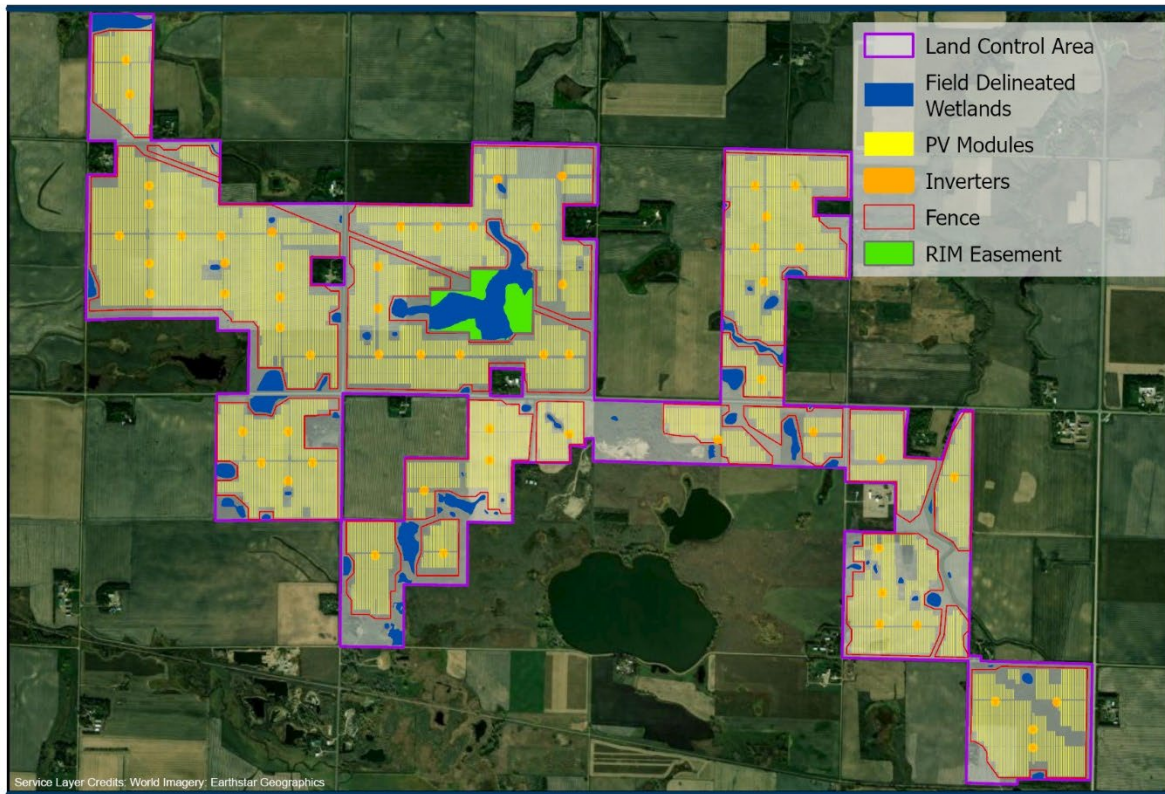 Land Control Area
Field Delineated
Wetlands
PV Modules
Inverters
Fence
RIM Easement
Service Layer Credits: World Imagery: Earthstar Geographics